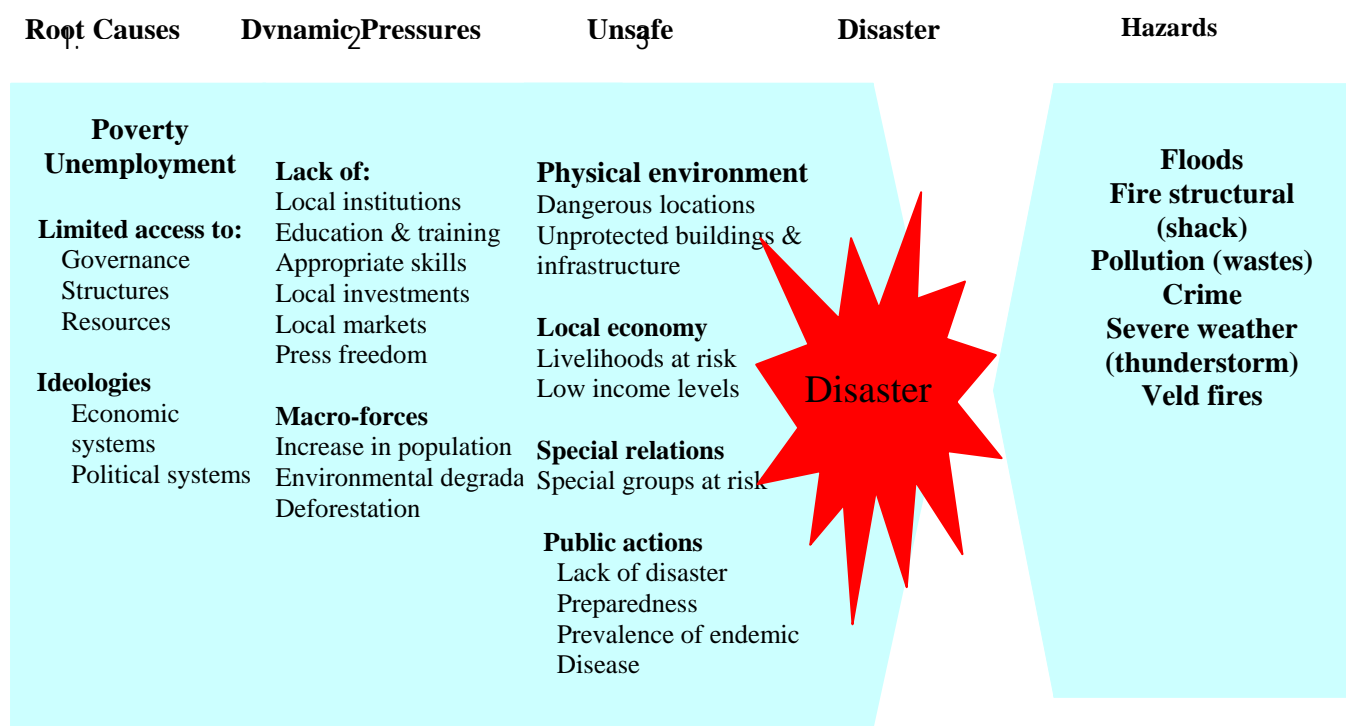 Root Causes
1.
Dynamic Pressures
2
Unsafe
3
Disaster
Hazards
Poverty
Unemployment
Limited access to:
Governance
Structures
Resources
Ideologies
Economic
systems
Political systems
Lack of:
Local institutions
Education & training
Appropriate skills
Local investments
Local markets
Press freedom
Macro-forces
Increase in population
Environmental degrada
Deforestation
Physical environment
Dangerous locations
Unprotected buildings &
infrastructure
Local economy
Livelihoods at risk
Low income levels
Special relations
Special groups at risk
Public actions
Lack of disaster
Preparedness
Prevalence of endemic
Disease
Disaster
Floods
Fire structural
(shack)
Pollution (wastes)
Crime
Severe weather
(thunderstorm)
Veld fires